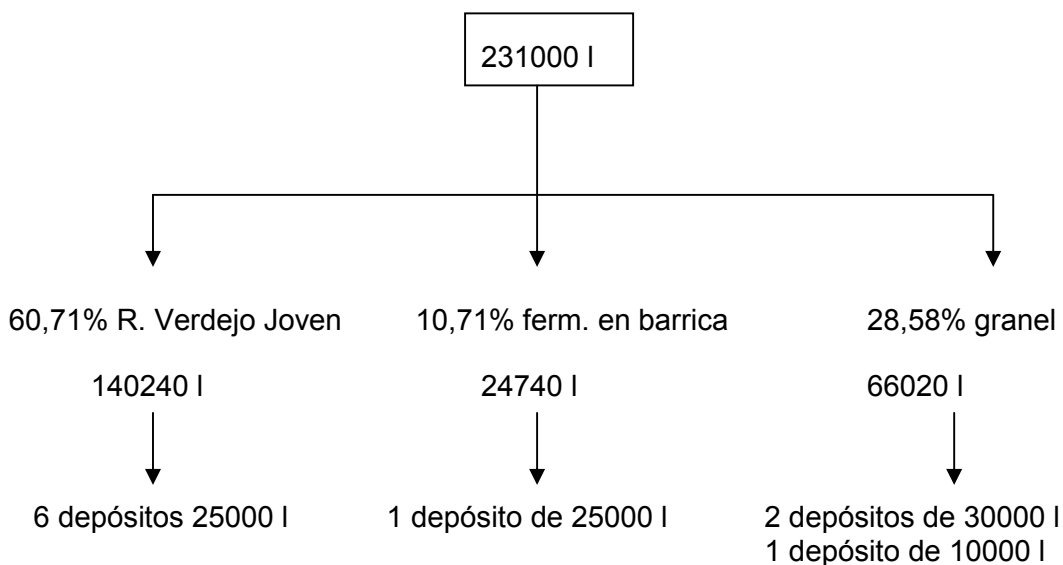 231000 l
60,71% R. Verdejo Joven
10,71% ferm. en barrica
28,58% granel
140240 l
24740 l
66020 l
6 depósitos 25000 l
1 depósito de 25000 l
2 depósitos de 30000 l
1 depósito de 10000 l